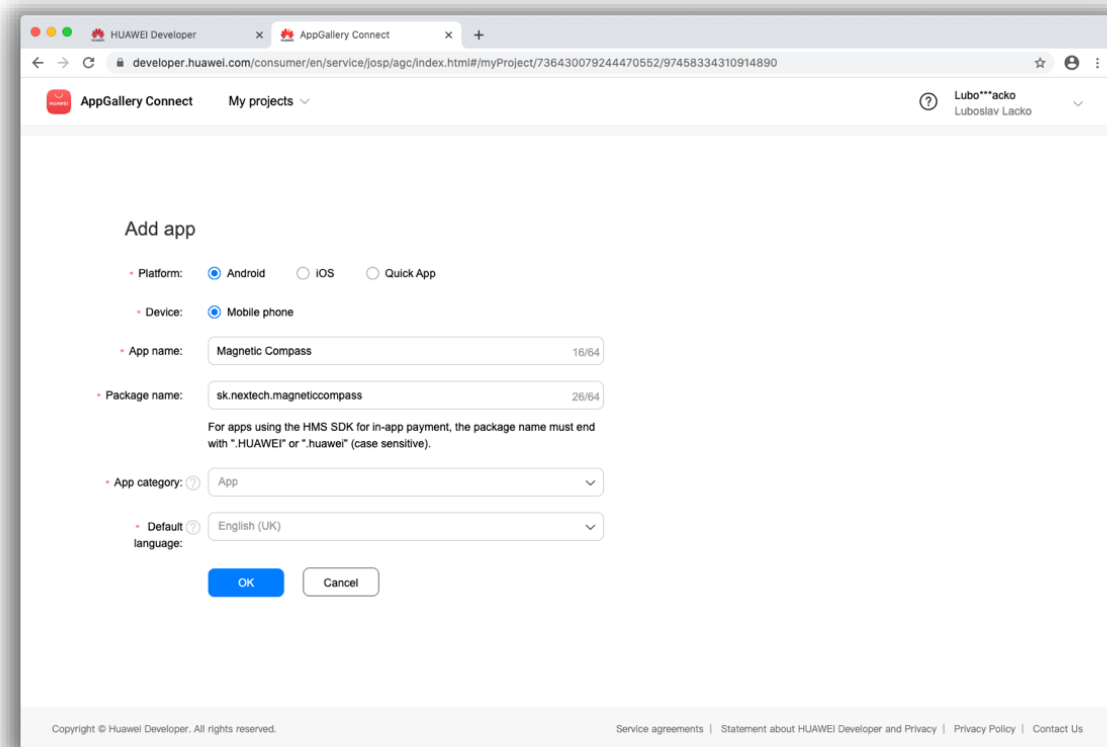 HUAWEI Developer
AppGallery Connect
developer.huawei.com/consumer/en/service/josp/agc/index.html#/myProject/736430079244470552/97458334310914890
HUAWEI
AppGallery Connect
My projects
?
Lubo***acko
Luboslav Lacko
Add app
* Platform: Android iOS Quick App
* Device: Mobile phone
* App name: Magnetic Compass 16/64
* Package name: sk.nextech.magneticcompass 26/64
For apps using the HMS SDK for in-app payment, the package name must end
with ".HUAWEI" or ".huawei" (case sensitive).
* App category: ? App
* Default ? English (UK)
language:
OK Cancel
Copyright © Huawei Developer. All rights reserved.
Service agreements | Statement about HUAWEI Developer and Privacy | Privacy Policy | Contact Us